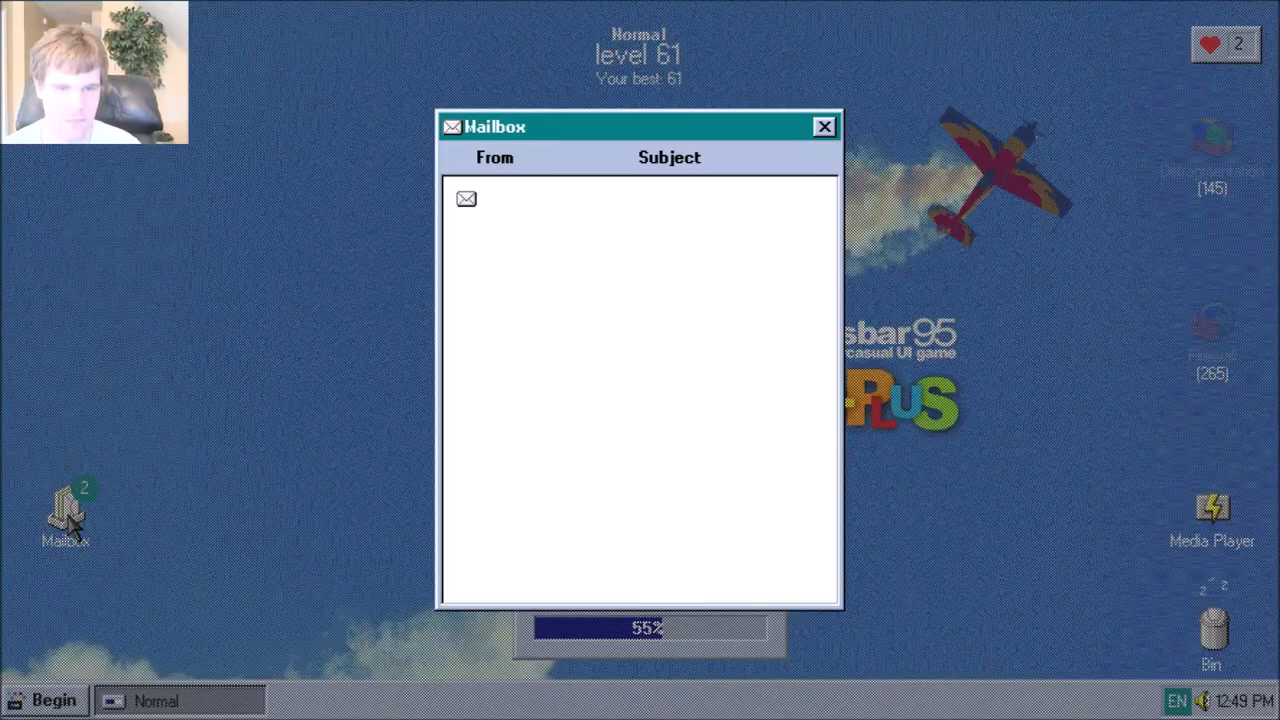 Normal
level 61
Your best: 61
2
Mailbox
From Subject
(145)
sbar95
casual UI game
PLUS
(265)
2
Mailbox
Media Player
55%
Bin
Begin
Normal
EN
12:49 PM